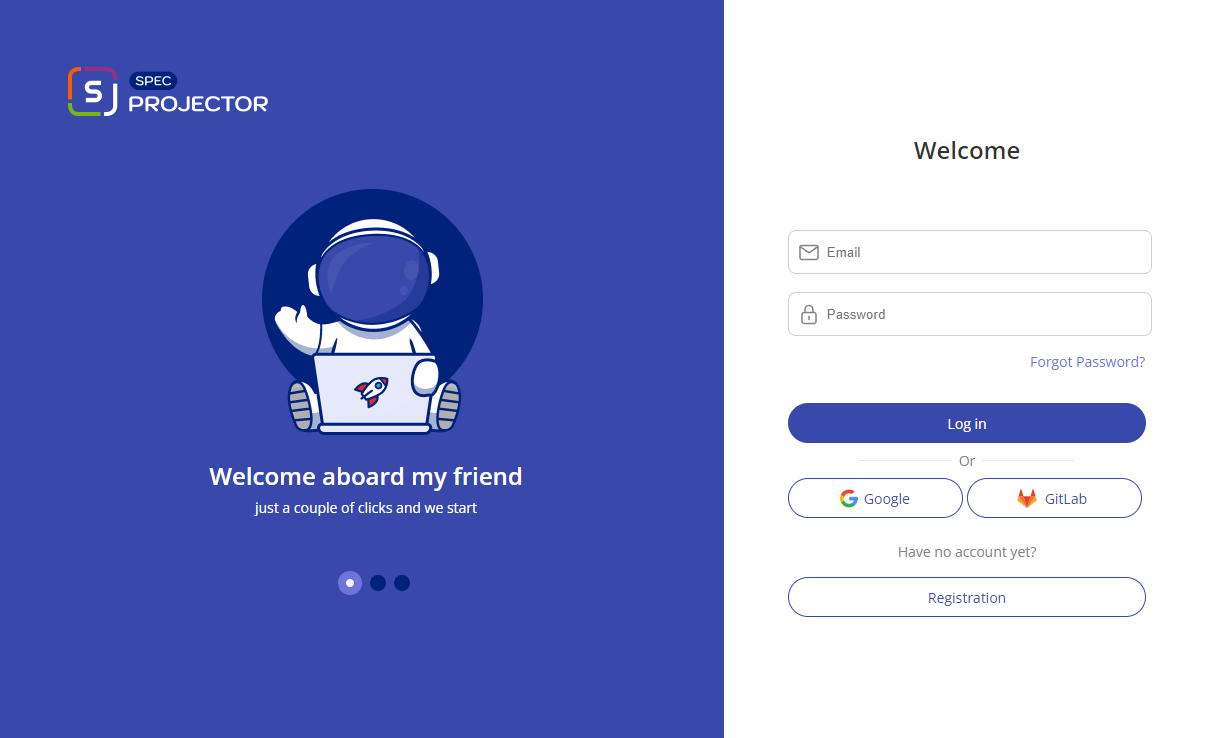 S
SPEC
PROJECTOR
Welcome aboard my friend
just a couple of clicks and we start
Welcome
Email
Password
Forgot Password?
Log in
Or
Google
GitLab
Have no account yet?
Registration